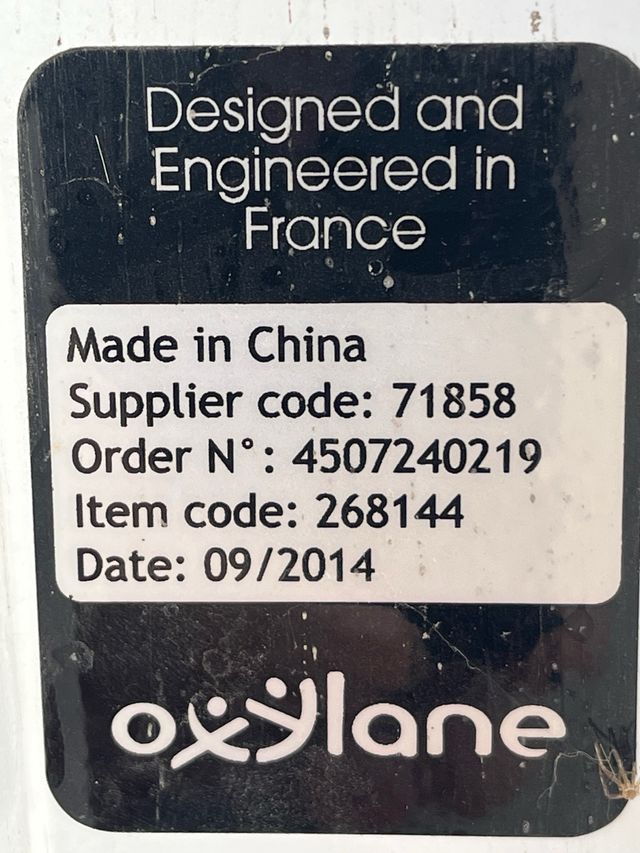 Designed and
Engineered in
France
Made in China
Supplier code: 71858
Order N°: 4507240219
Item code: 268144
Date: 09/2014
oxylane